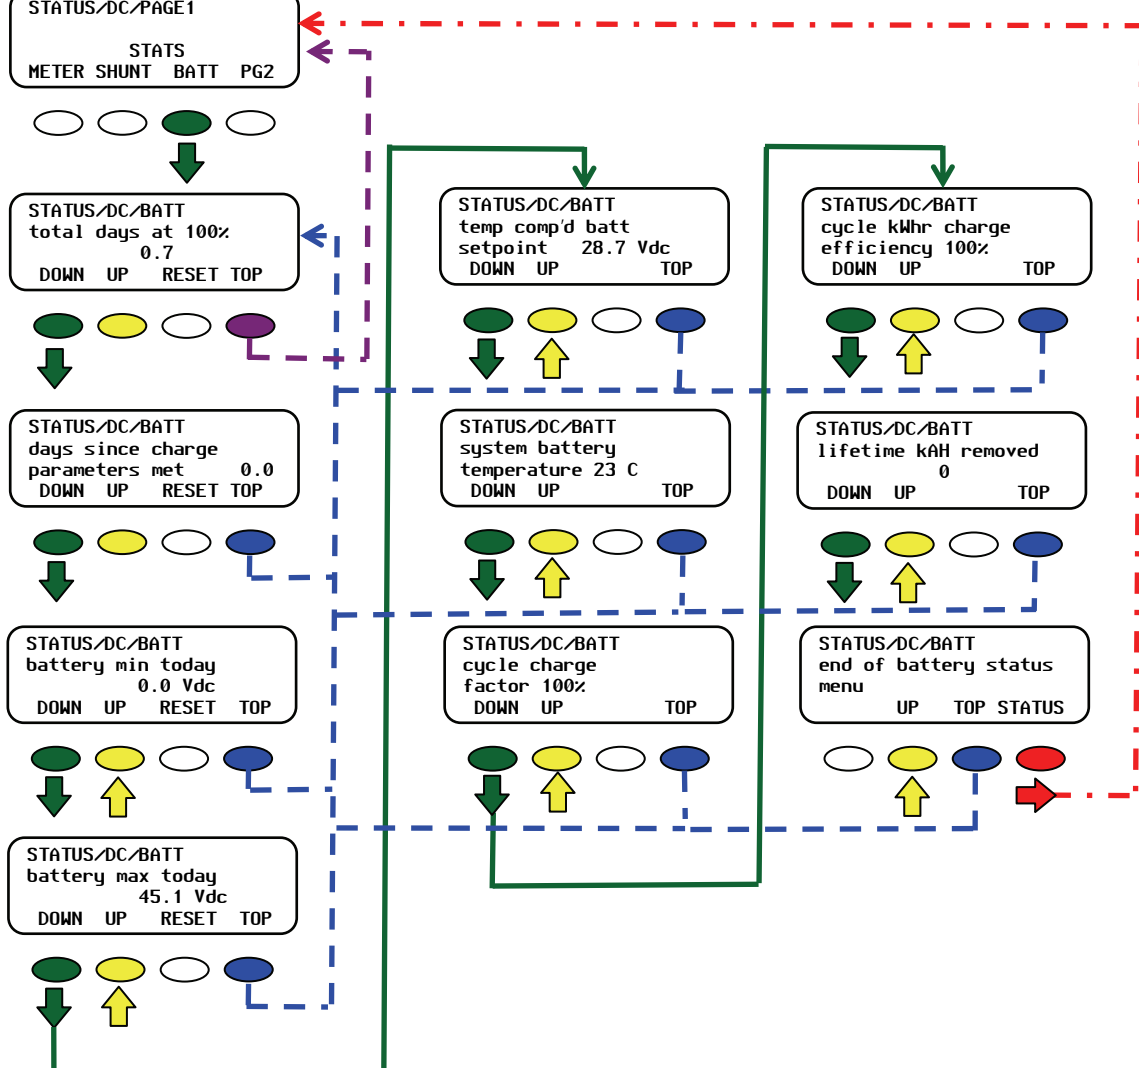 STATUS/DC/PAGE1
STATS
METER SHUNT BATT PG2
STATUS/DC/BATT
total days at 100%
0.7
DOWN UP RESET TOP
STATUS/DC/BATT
days since charge
parameters met 0.0
DOWN UP RESET TOP
STATUS/DC/BATT
battery min today
0.0 Vdc
DOWN UP RESET TOP
STATUS/DC/BATT
battery max today
45.1 Vdc
DOWN UP RESET TOP
STATUS/DC/BATT
temp comp'd batt
setpoint 28.7 Vdc
DOWN UP TOP
STATUS/DC/BATT
system battery
temperature 23 C
DOWN UP TOP
STATUS/DC/BATT
cycle charge
factor 100%
DOWN UP TOP
STATUS/DC/BATT
cycle kWhr charge
efficiency 100%
DOWN UP TOP
STATUS/DC/BATT
lifetime kAH removed
0
DOWN UP TOP
STATUS/DC/BATT
end of battery status
menu
UP TOP STATUS